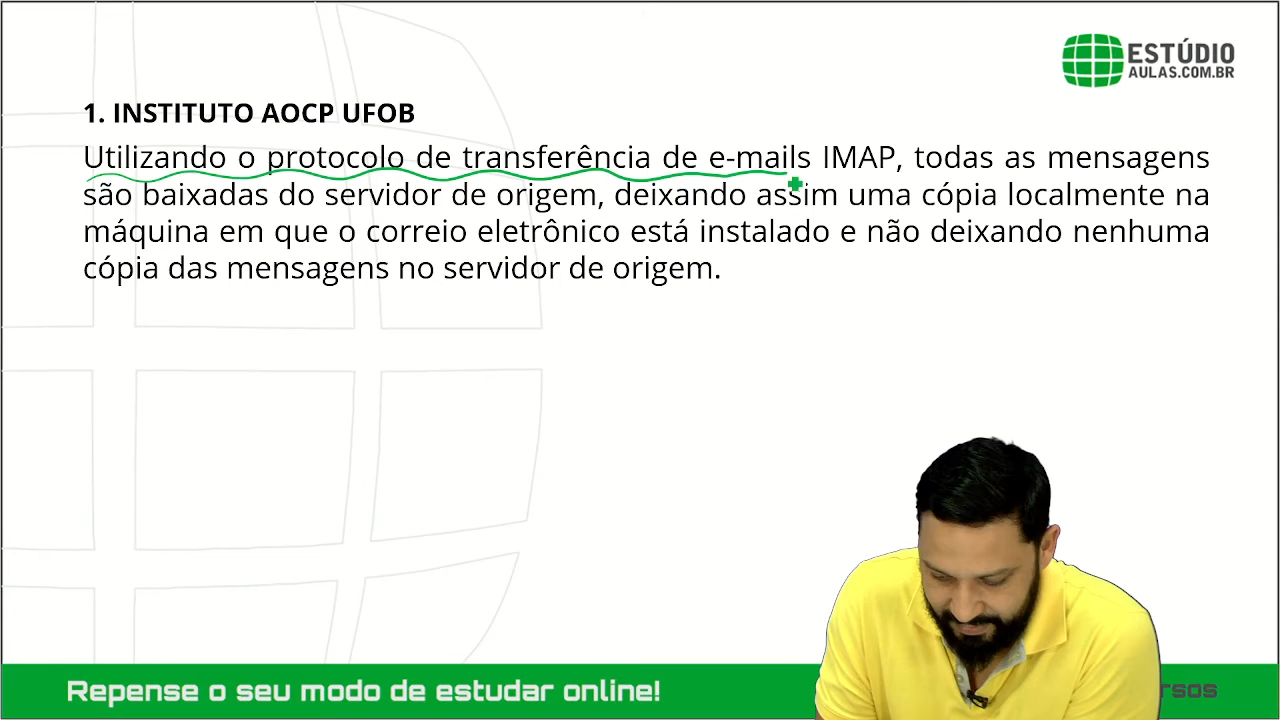 ESTÚDIO
AULAS.COM.BR
1. INSTITUTO AOCP UFOB
Utilizando o protocolo de transferência de e-mails IMAP, todas as mensagens
são baixadas do servidor de origem, deixando assim uma cópia localmente na
máquina em que o correio eletrônico está instalado e não deixando nenhuma
cópia das mensagens no servidor de origem.
Repense o seu modo de estudar online!